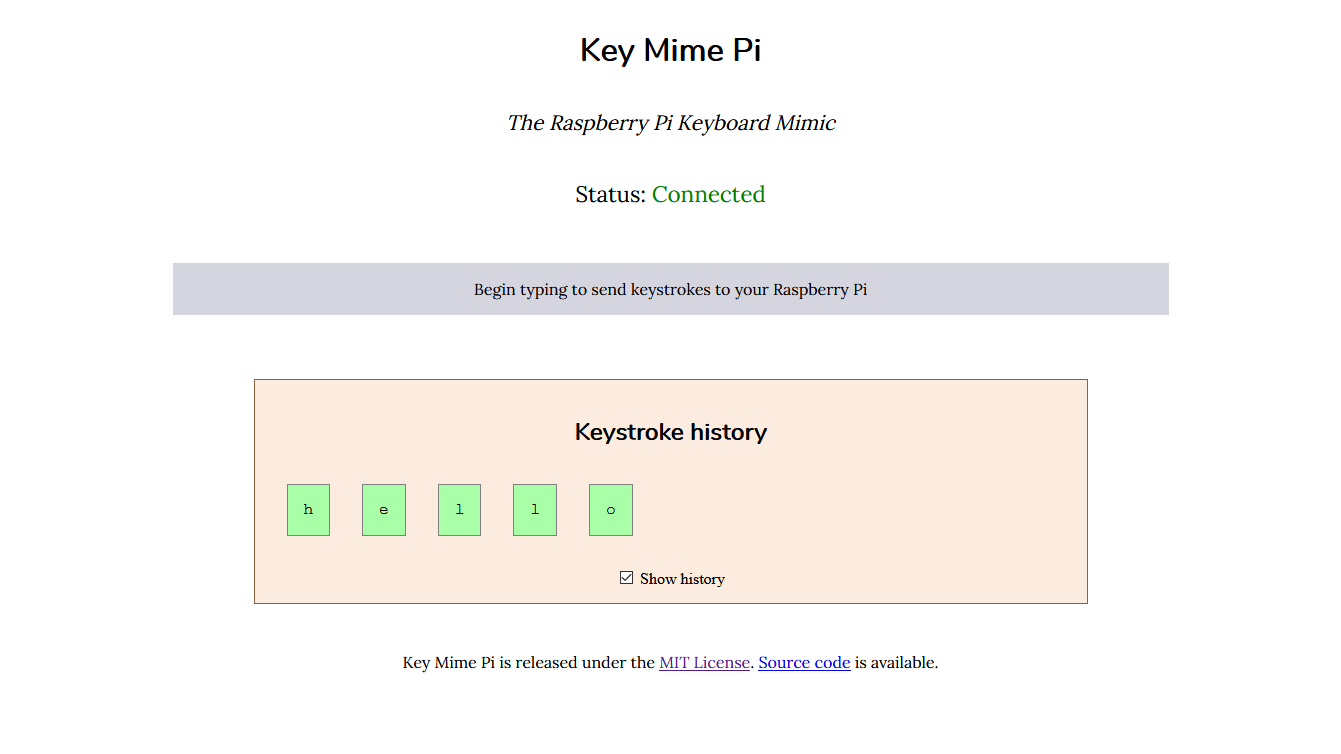 Key Mime Pi
The Raspberry Pi Keyboard Mimic
Status: Connected
Begin typing to send keystrokes to your Raspberry Pi
Keystroke history
h e l l o
Show history
Key Mime Pi is released under the MIT License. Source code is available.